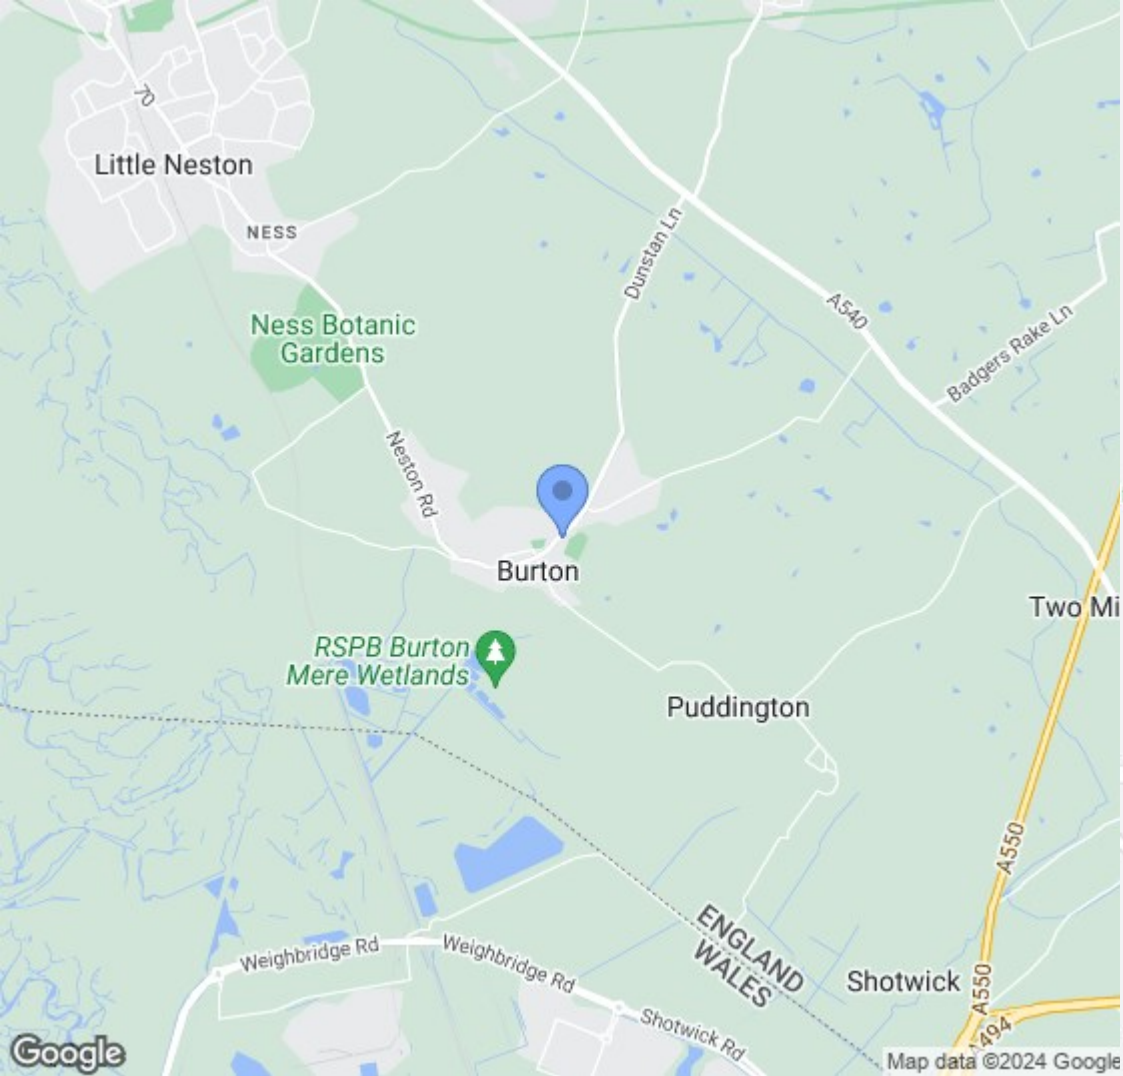 70
Little Neston
NESS
Dunstan Ln
A540
Badgers Rake Ln
Ness Botanic
Gardens
Neston Rd
Burton
Two Mi
RSPB Burton
Mere Wetlands
Puddington
A550
ENGLAND
WALES
Weighbridge Rd
Weighbridge Rd
Shotwick
A550
Shotwick Rd
A494
Google
Map data ©2024 Google